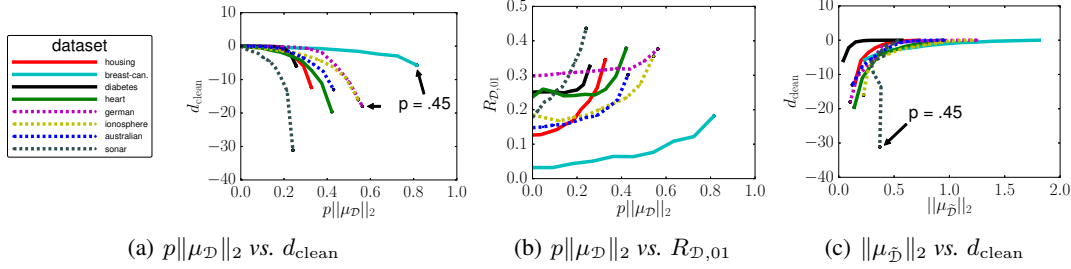 dataset
housing
breast-can.
diabetes
heart
german
ionosphere
australian
sonar
10
0
−10
−20
−30
−40
d_clean
0.0 0.2 0.4 0.6 0.8 1.0
p||μ_𝒟||_2
p = .45
0.5
0.4
0.3
0.2
0.1
0.0
R_𝒟,01
0.0 0.2 0.4 0.6 0.8 1.0
p||μ_𝒟||_2
10
0
−10
−20
−30
−40
d_clean
0.0 0.5 1.0 1.5 2.0
||μ_𝒟̃||_2
p = .45
(a) p‖μ_𝒟‖_2 vs. d_clean
(b) p‖μ_𝒟‖_2 vs. R_𝒟,01
(c) ‖μ_𝒟̃‖_2 vs. d_clean